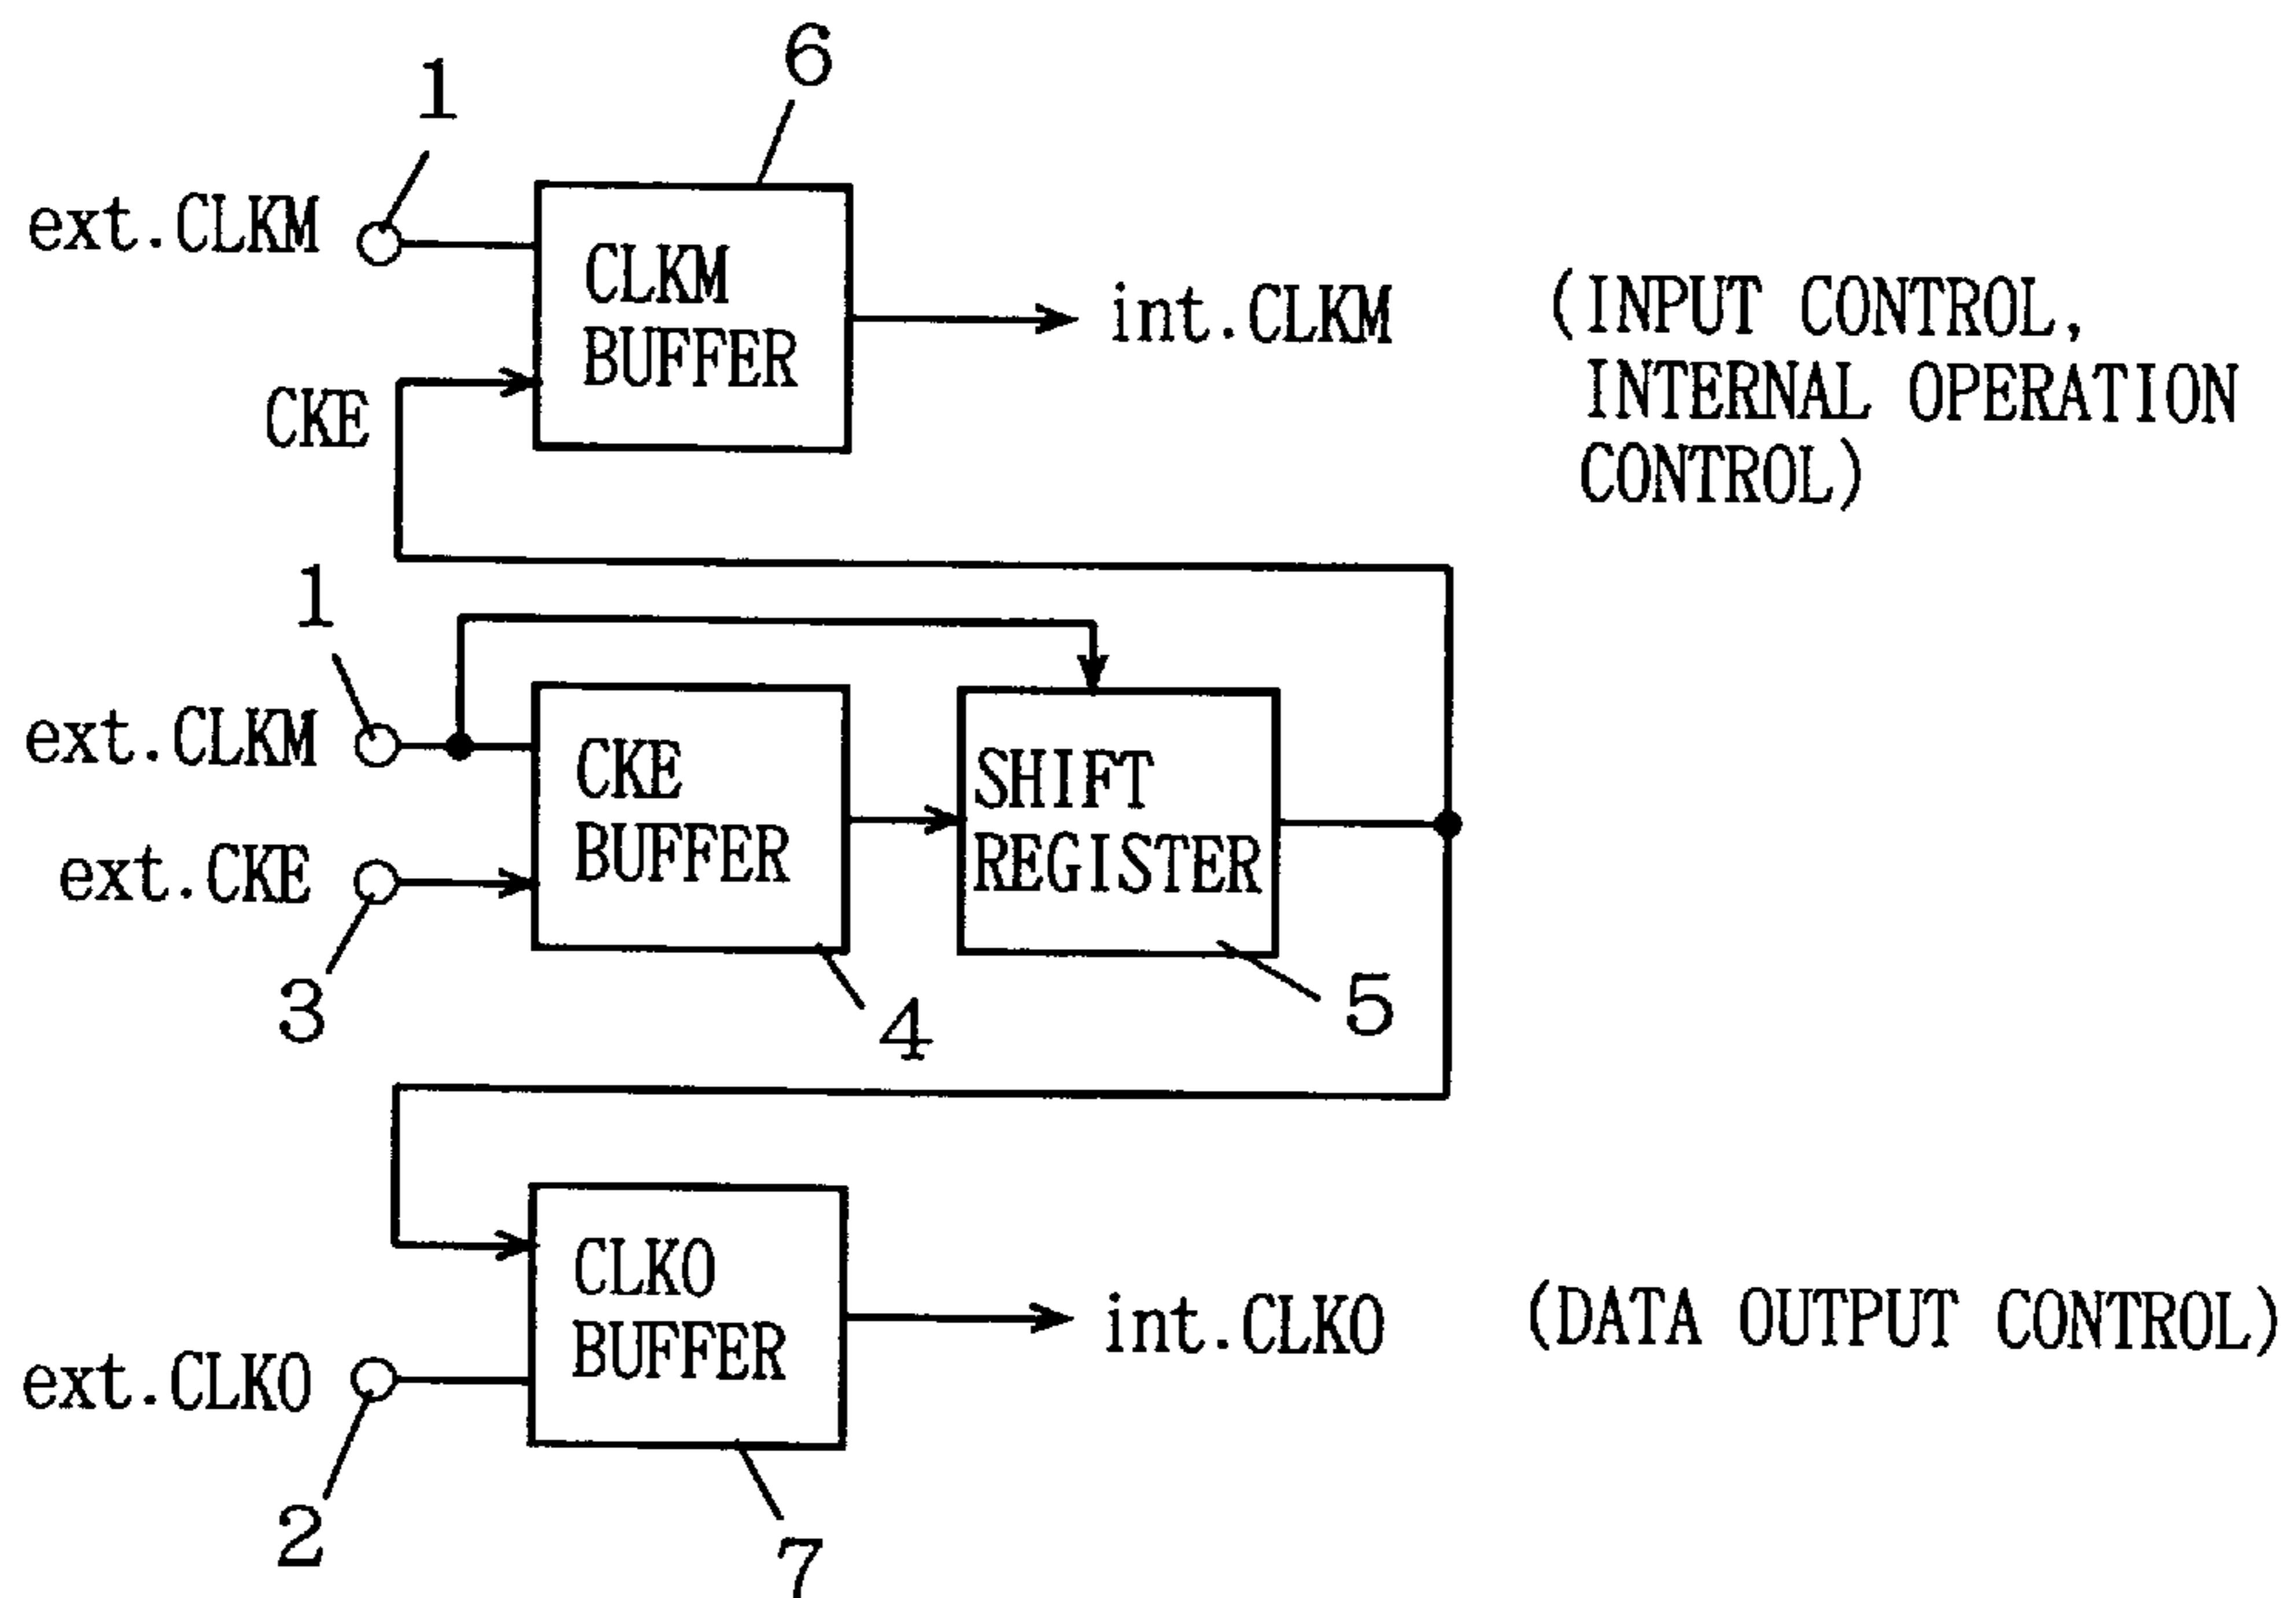 6
1
ext.CLKM
CLKM
BUFFER
int.CLKM
(INPUT CONTROL,
INTERNAL OPERATION
CONTROL)
CKE
1
ext.CLKM
CKE
BUFFER
SHIFT
REGISTER
ext.CKE
3
4
5
CLKO
BUFFER
int.CLKO
(DATA OUTPUT CONTROL)
ext.CLKO
2
7